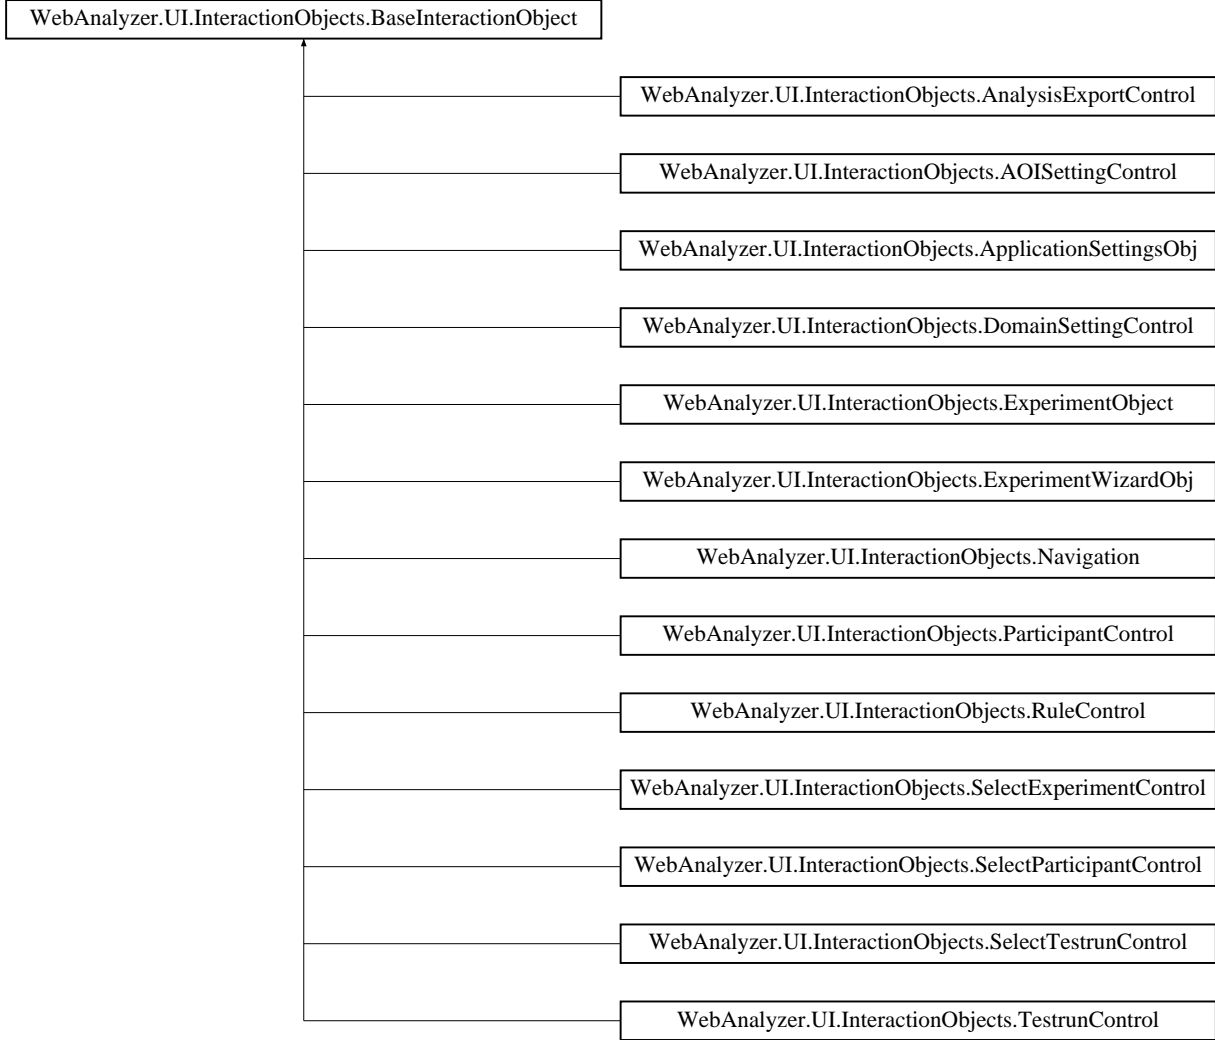 WebAnalyzer.UI.InteractionObjects.BaseInteractionObject
WebAnalyzer.UI.InteractionObjects.AnalysisExportControl
WebAnalyzer.UI.InteractionObjects.AOISettingControl
WebAnalyzer.UI.InteractionObjects.ApplicationSettingsObj
WebAnalyzer.UI.InteractionObjects.DomainSettingControl
WebAnalyzer.UI.InteractionObjects.ExperimentObject
WebAnalyzer.UI.InteractionObjects.ExperimentWizardObj
WebAnalyzer.UI.InteractionObjects.Navigation
WebAnalyzer.UI.InteractionObjects.ParticipantControl
WebAnalyzer.UI.InteractionObjects.RuleControl
WebAnalyzer.UI.InteractionObjects.SelectExperimentControl
WebAnalyzer.UI.InteractionObjects.SelectParticipantControl
WebAnalyzer.UI.InteractionObjects.SelectTestrunControl
WebAnalyzer.UI.InteractionObjects.TestrunControl